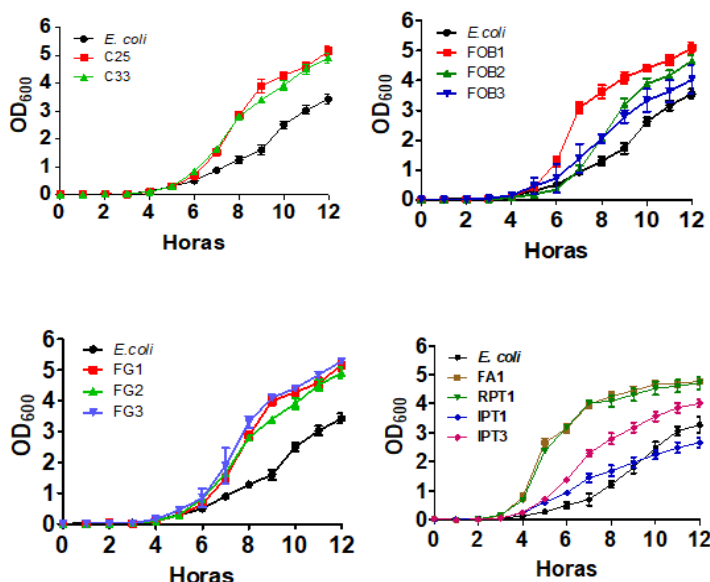 E. coli
C25
C33
OD600
6
5
4
3
2
1
0
0 2 4 6 8 10 12
Horas
E. coli
FOB1
FOB2
FOB3
OD600
6
5
4
3
2
1
0
0 2 4 6 8 10 12
Horas
E.coli
FG1
FG2
FG3
OD600
6
5
4
3
2
1
0
0 2 4 6 8 10 12
Horas
E. coli
FA1
RPT1
IPT1
IPT3
OD600
6
5
4
3
2
1
0
0 2 4 6 8 10 12
Horas